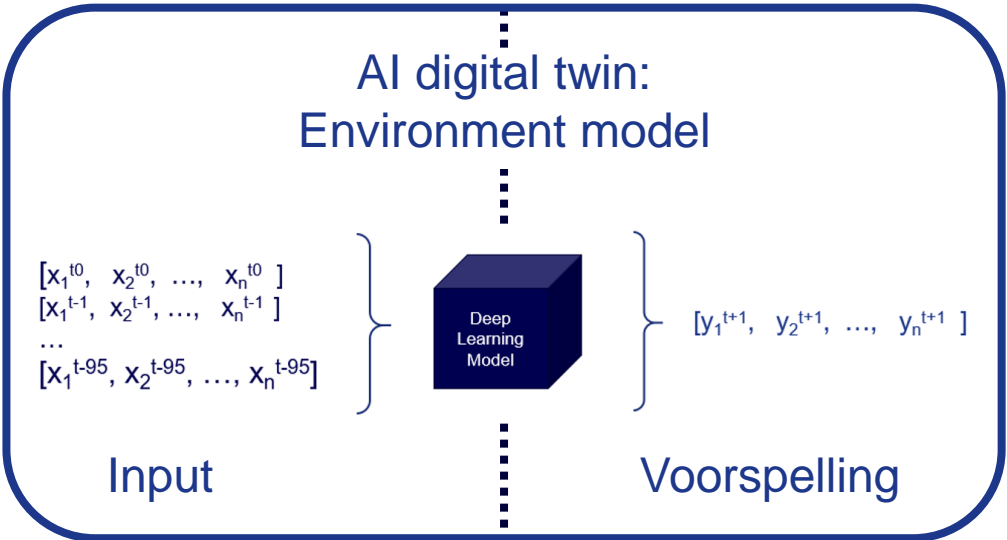 AI digital twin:
Environment model
[x₁ᵗ⁰, x₂ᵗ⁰, …, xₙᵗ⁰ ]
[x₁ᵗ⁻¹, x₂ᵗ⁻¹, …, xₙᵗ⁻¹ ]
…
[x₁ᵗ⁻⁹⁵, x₂ᵗ⁻⁹⁵, …, xₙᵗ⁻⁹⁵]
Deep
Learning
Model
[y₁ᵗ⁺¹, y₂ᵗ⁺¹, …, yₙᵗ⁺¹ ]
Input
Voorspelling